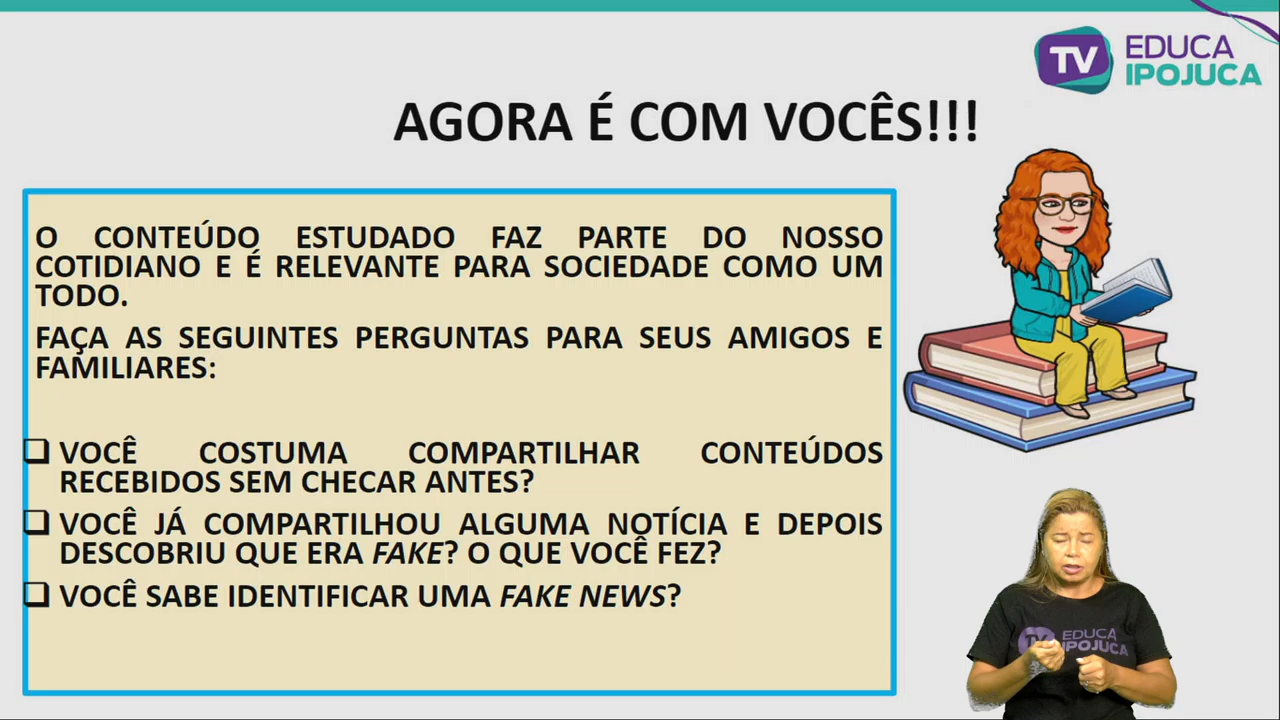 TV EDUCA
IPOJUCA
AGORA É COM VOCÊS!!!
O CONTEÚDO ESTUDADO FAZ PARTE DO NOSSO
COTIDIANO E É RELEVANTE PARA SOCIEDADE COMO UM
TODO.
FAÇA AS SEGUINTES PERGUNTAS PARA SEUS AMIGOS E
FAMILIARES:
VOCÊ COSTUMA COMPARTILHAR CONTEÚDOS
RECEBIDOS SEM CHECAR ANTES?
VOCÊ JÁ COMPARTILHOU ALGUMA NOTÍCIA E DEPOIS
DESCOBRIU QUE ERA FAKE? O QUE VOCÊ FEZ?
VOCÊ SABE IDENTIFICAR UMA FAKE NEWS?
TV EDUCA
IPOJUCA